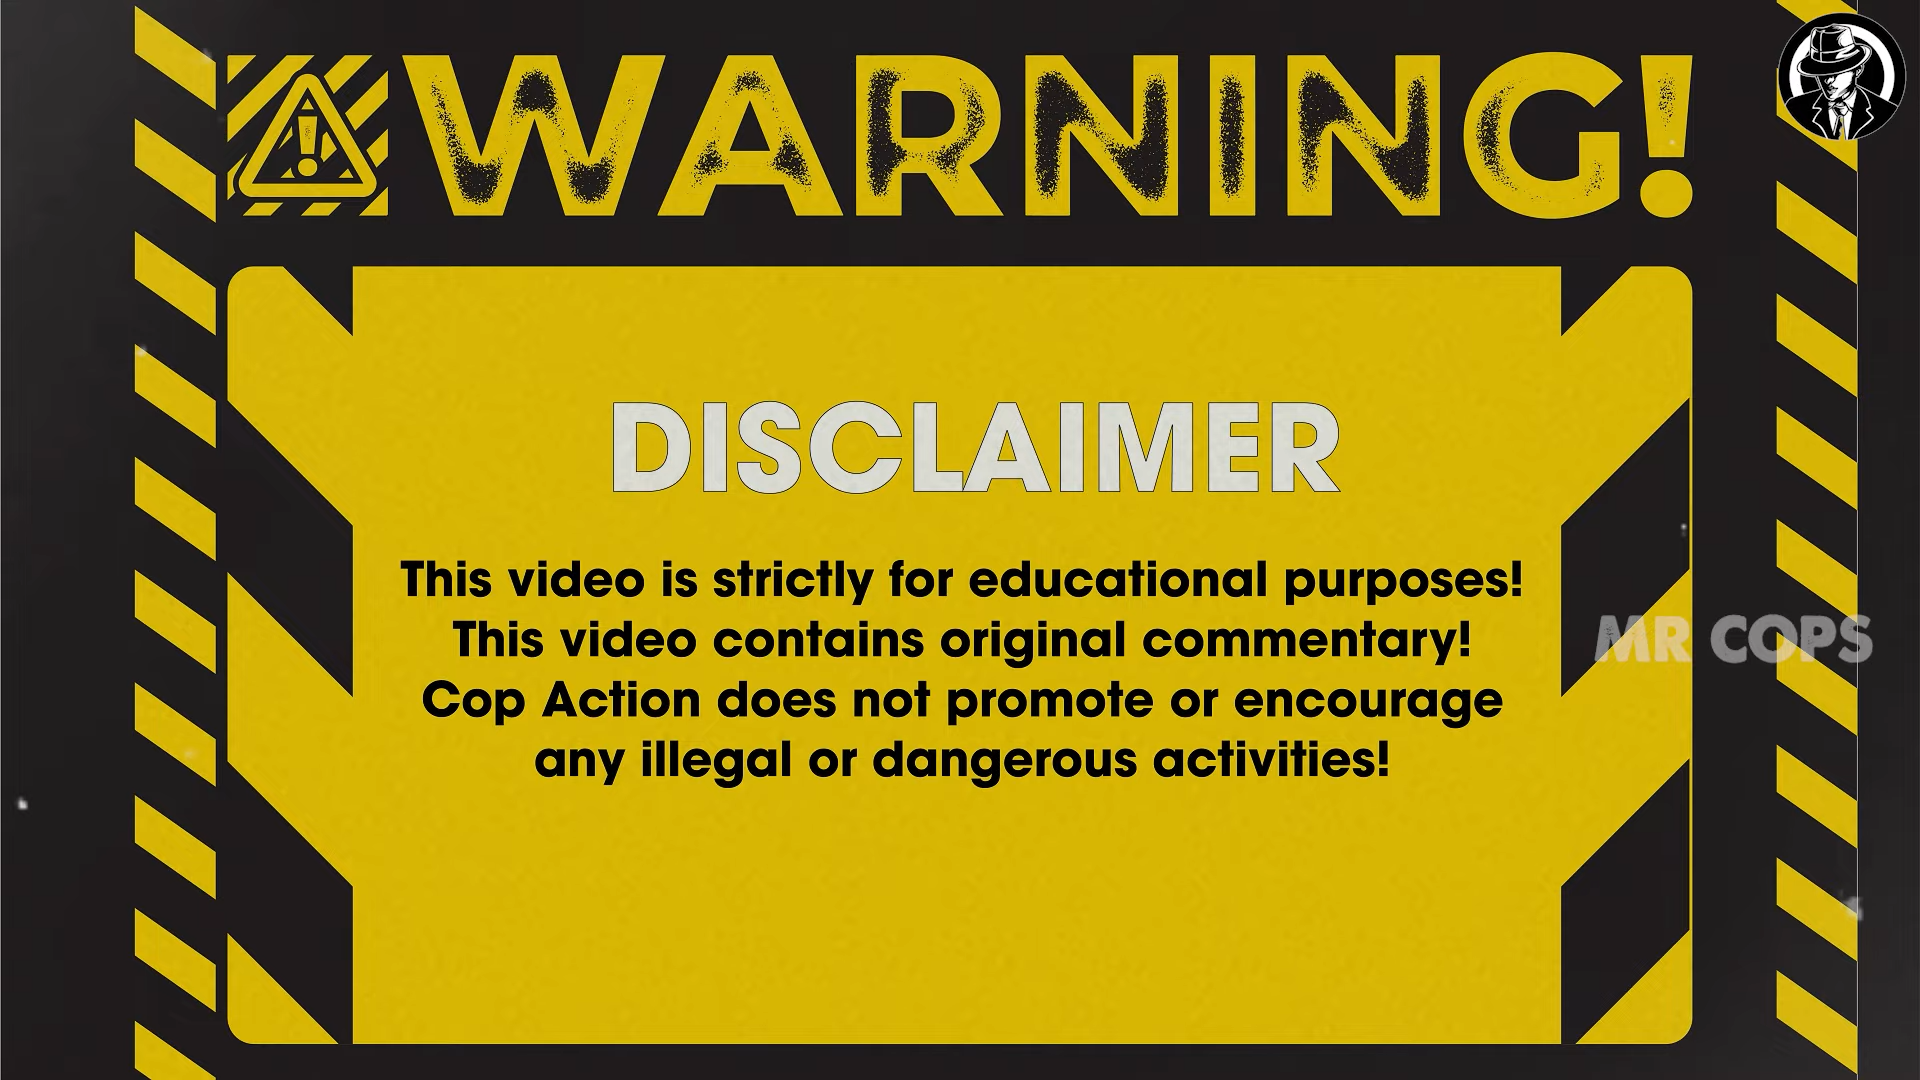 WARNING!
DISCLAIMER
This video is strictly for educational purposes!
This video contains original commentary!
Cop Action does not promote or encourage
any illegal or dangerous activities!
MR COPS